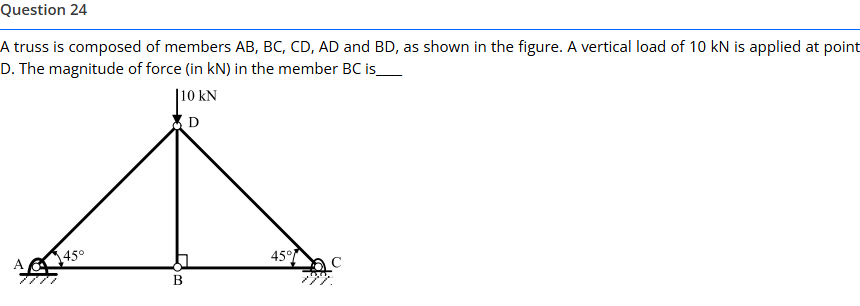 Question 24
A truss is composed of members AB, BC, CD, AD and BD, as shown in the figure. A vertical load of 10 kN is applied at point
D. The magnitude of force (in kN) in the member BC is____
10 kN
D
45°
45°
A
C
B